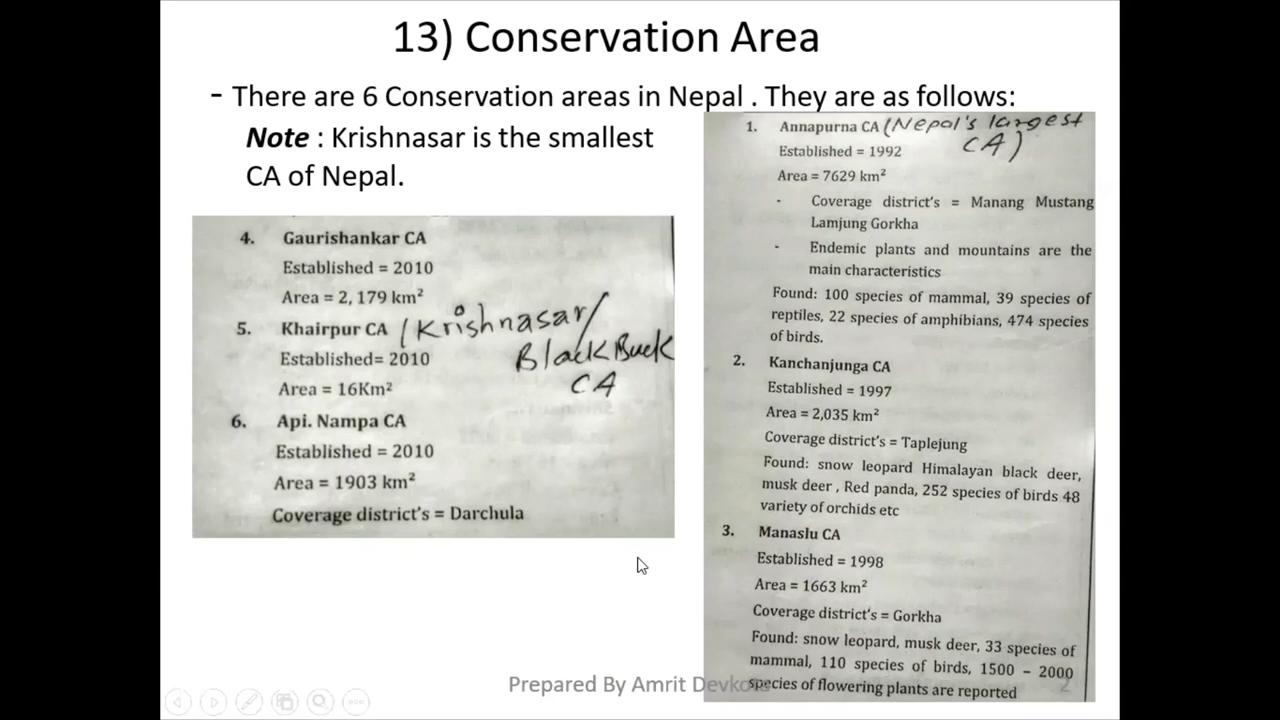 13) Conservation Area
- There are 6 Conservation areas in Nepal . They are as follows:
Note : Krishnasar is the smallest
CA of Nepal.
1. Annapurna CA (Nepal's largest
CA)
Established = 1992
Area = 7629 km²
- Coverage district's = Manang Mustang
Lamjung Gorkha
- Endemic plants and mountains are the
main characteristics
Found: 100 species of mammal, 39 species of
reptiles, 22 species of amphibians, 474 species
of birds.
2. Kanchanjunga CA
Established = 1997
Area = 2,035 km²
Coverage district's = Taplejung
Found: snow leopard Himalayan black deer,
musk deer , Red panda, 252 species of birds 48
variety of orchids etc
3. Manaslu CA
Established = 1998
Area = 1663 km²
Coverage district's = Gorkha
Found: snow leopard, musk deer, 33 species of
mammal, 110 species of birds, 1500 – 2000
species of flowering plants are reported
4. Gaurishankar CA
Established = 2010
Area = 2, 179 km²
5. Khairpur CA (Krishnasar/
Black Buck
CA
Established= 2010
Area = 16Km²
6. Api. Nampa CA
Established = 2010
Area = 1903 km²
Coverage district's = Darchula
Prepared By Amrit Devkota
2